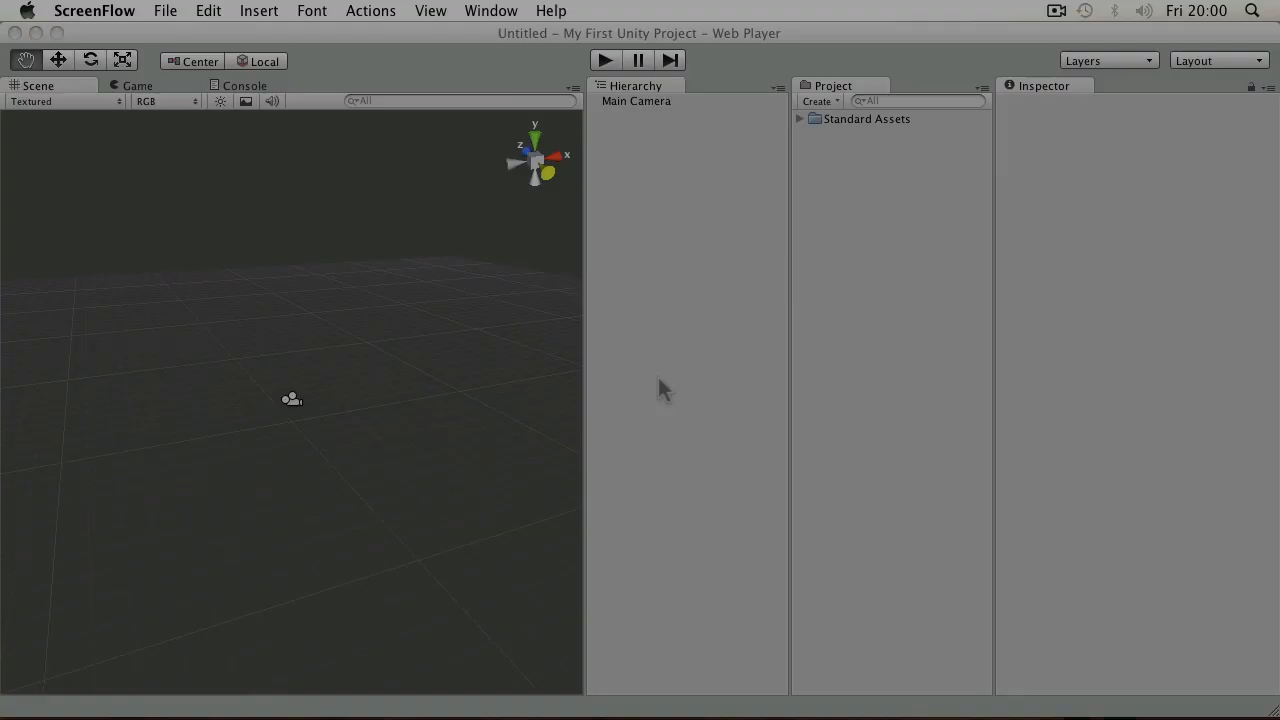 ScreenFlow File Edit Insert Font Actions View Window Help Fri 20:00
Untitled – My First Unity Project – Web Player
Center Local Layers Layout
Scene Game Console Hierarchy Project Inspector
Textured RGB All Main Camera Create All
Standard Assets
y
z x